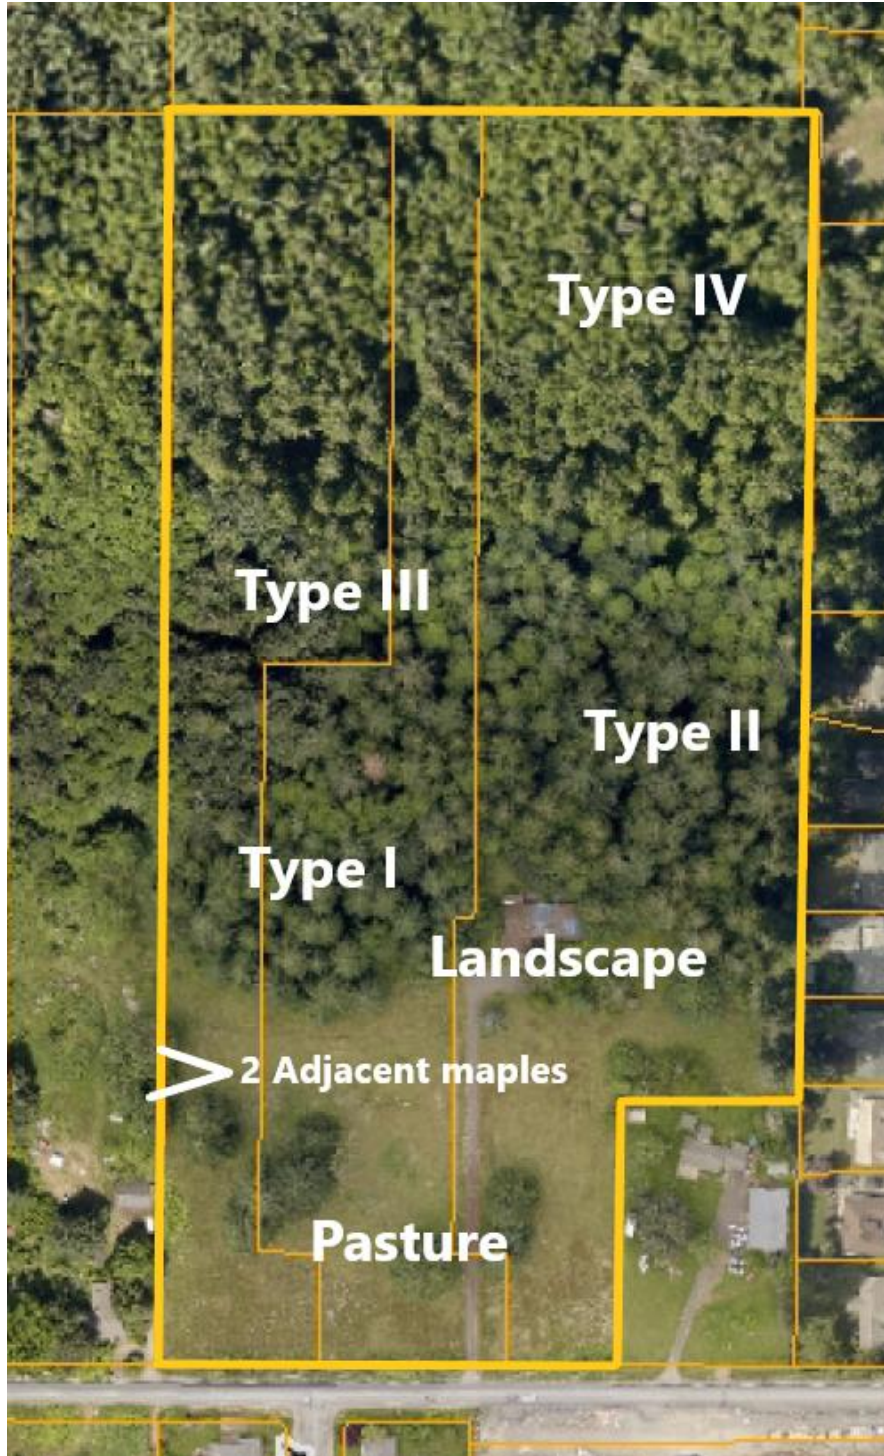 Type IV
Type III
Type II
Type I
Landscape
2 Adjacent maples
Pasture